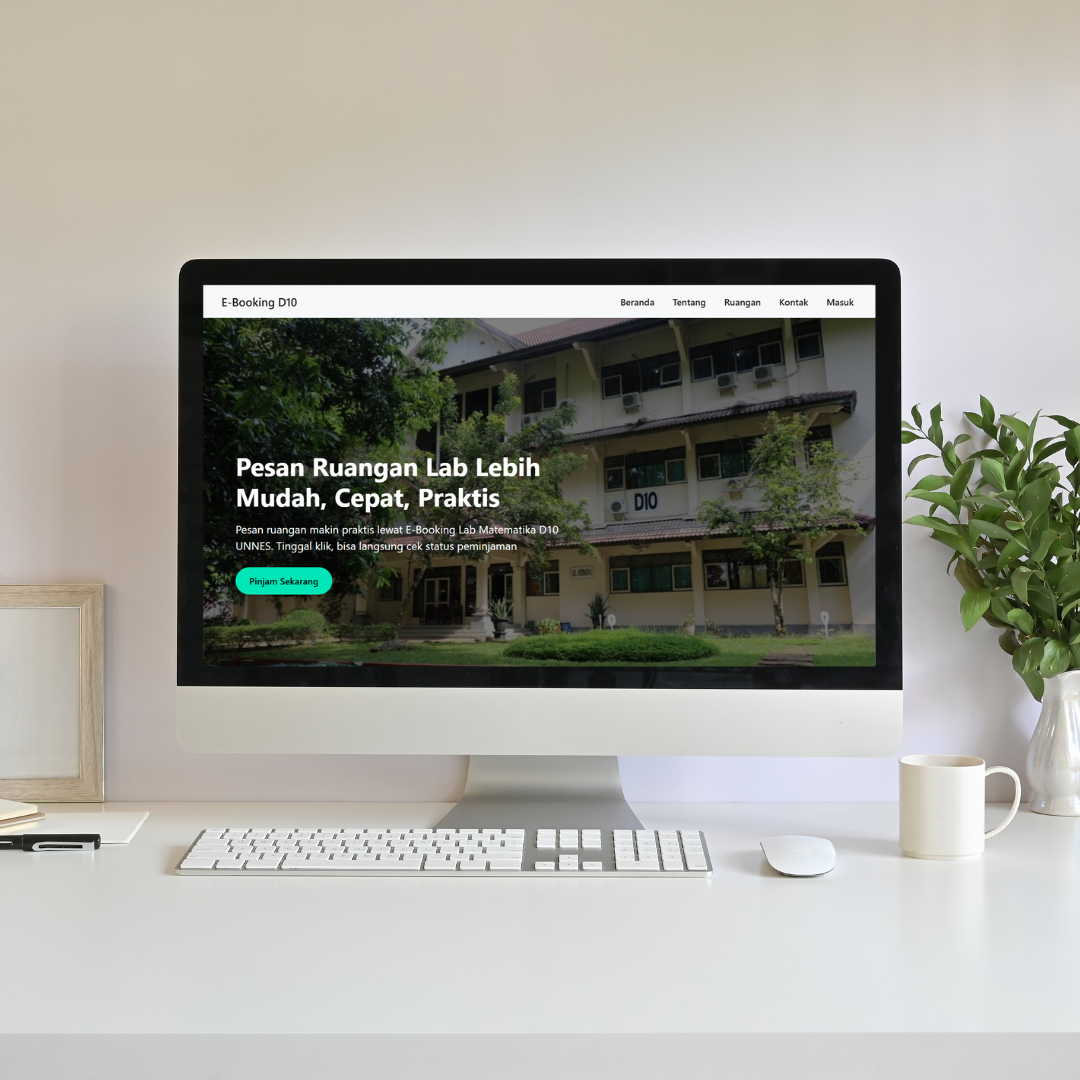 E-Booking D10
Beranda Tentang Ruangan Kontak Masuk
D10
Pesan Ruangan Lab Lebih
Mudah, Cepat, Praktis
Pesan ruangan makin praktis lewat E-Booking Lab Matematika D10
UNNES. Tinggal klik, bisa langsung cek status peminjaman
Pinjam Sekarang